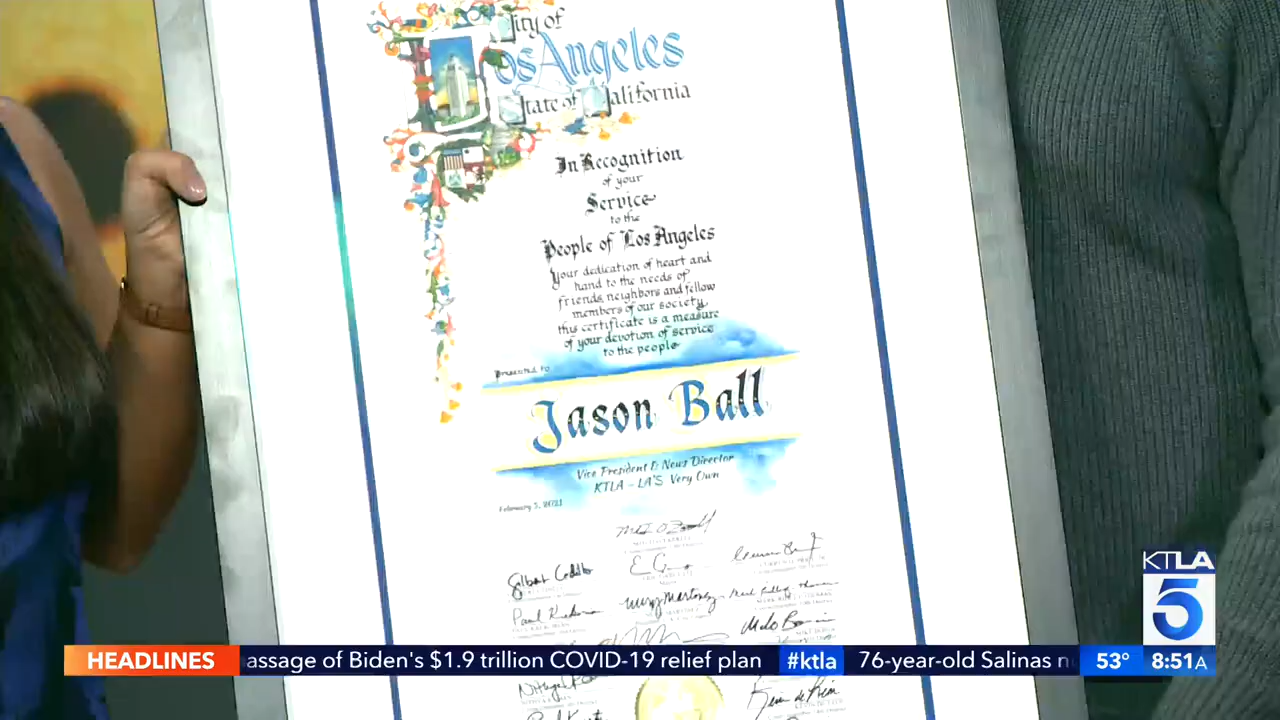 City of
Los Angeles
State of California
In Recognition
of your
Service
to the
People of Los Angeles
Your dedication of heart and
hand to the needs of
friends, neighbors and fellow
members of our society,
this certificate is a measure
of your devotion of service
to the people
Presented to
Jason Ball
Vice President & News Director
KTLA - LA'S Very Own
February 5, 2021
KTLA
5
HEADLINES assage of Biden's $1.9 trillion COVID-19 relief plan #ktla 76-year-old Salinas 53° 8:51A